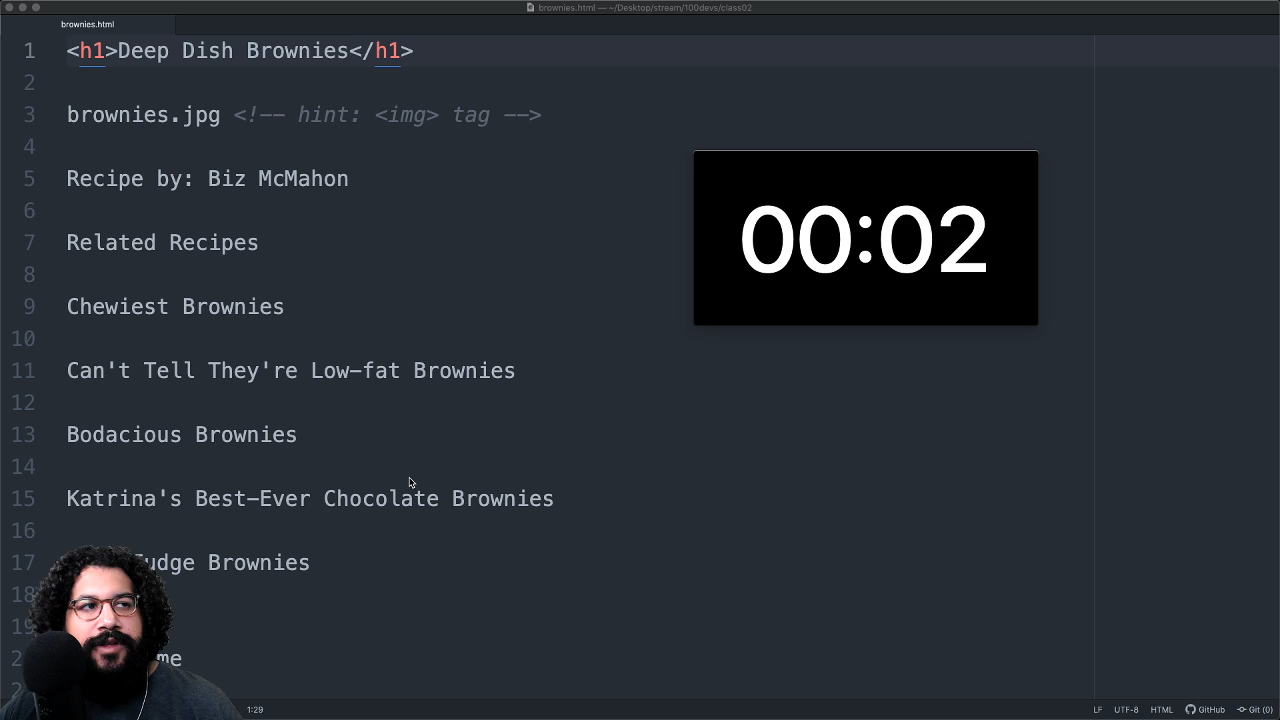 brownies.html — ~/Desktop/stream/100devs/class02
brownies.html
1 <h1>Deep Dish Brownies</h1>
2
3 brownies.jpg <!-- hint: <img> tag -->
4
5 Recipe by: Biz McMahon
6
7 Related Recipes
8
9 Chewiest Brownies
10
11 Can't Tell They're Low-fat Brownies
12
13 Bodacious Brownies
14
15 Katrina's Best-Ever Chocolate Brownies
16
17 Fudge Brownies
18
19
00:02
1:29
LF UTF-8 HTML GitHub Git (0)